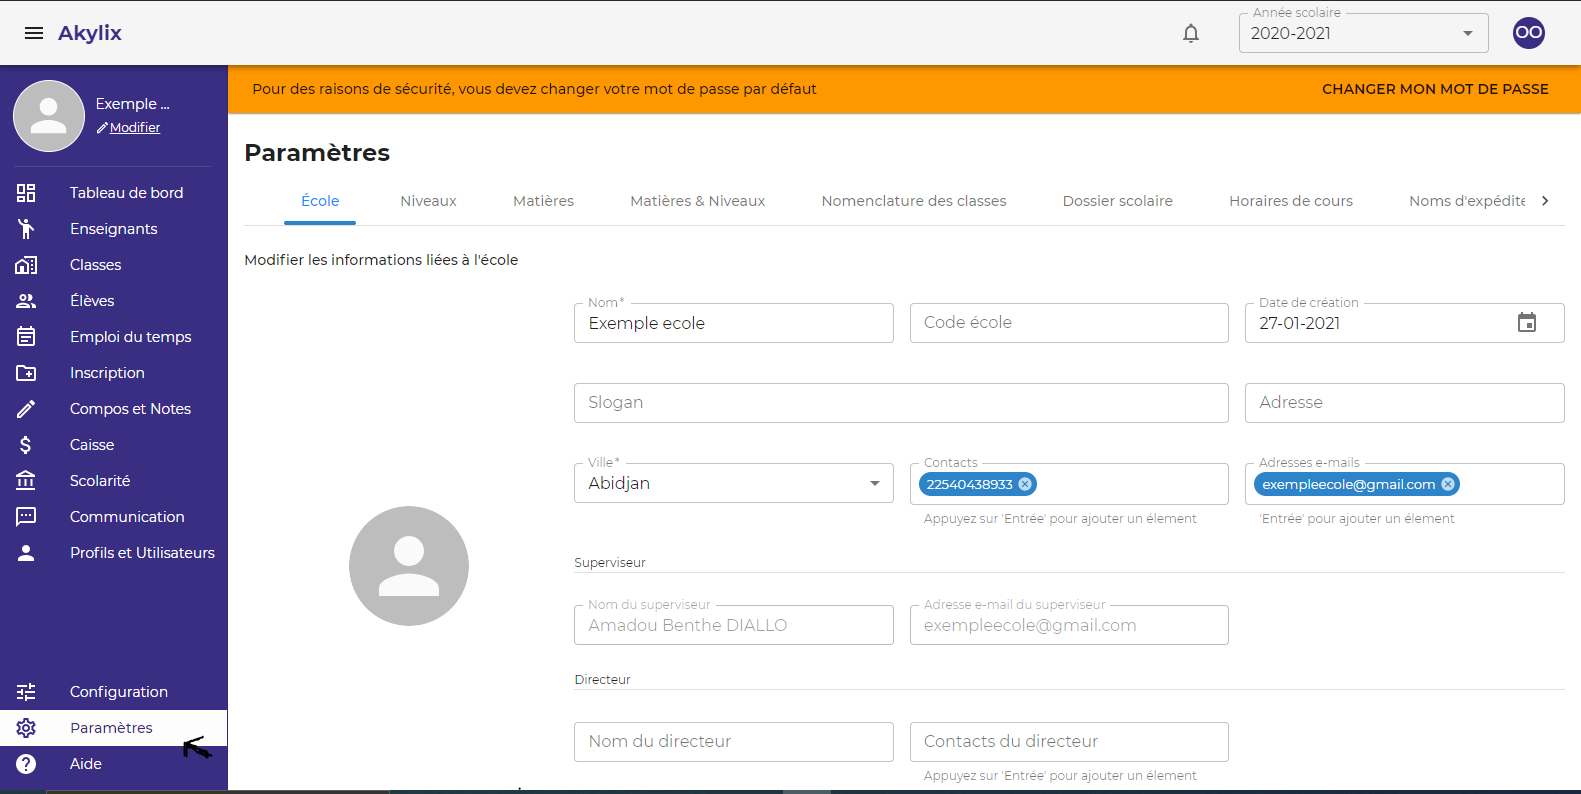 Akylix
Année scolaire
2020-2021
OO
Exemple ...
Modifier
Tableau de bord
Enseignants
Classes
Élèves
Emploi du temps
Inscription
Compos et Notes
Caisse
Scolarité
Communication
Profils et Utilisateurs
Configuration
Paramètres
Aide
Pour des raisons de sécurité, vous devez changer votre mot de passe par défaut
CHANGER MON MOT DE PASSE
Paramètres
École Niveaux Matières Matières & Niveaux Nomenclature des classes Dossier scolaire Horaires de cours Noms d'expédite
Modifier les informations liées à l'école
Nom*
Exemple ecole
Code école
Date de création
27-01-2021
Slogan
Adresse
Ville*
Abidjan
Contacts
22540438933
Appuyez sur 'Entrée' pour ajouter un élement
Adresses e-mails
exempleecole@gmail.com
'Entrée' pour ajouter un élement
Superviseur
Nom du superviseur
Amadou Benthe DIALLO
Adresse e-mail du superviseur
exempleecole@gmail.com
Directeur
Nom du directeur
Contacts du directeur
Appuyez sur 'Entrée' pour ajouter un élement